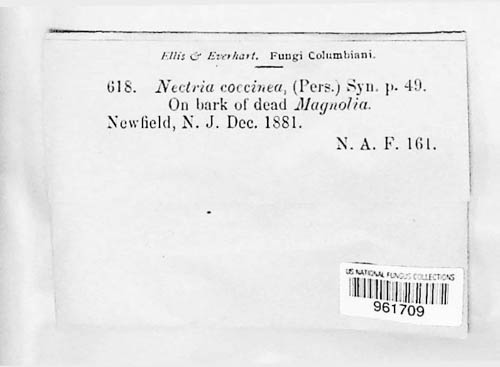 Ellis & Everhart. Fungi Columbiani.
618. Nectria coccinea, (Pers.) Syn. p. 49.
On bark of dead Magnolia.
Newfield, N. J. Dec. 1881.
N. A. F. 161.
US NATIONAL FUNGUS COLLECTIONS
961709